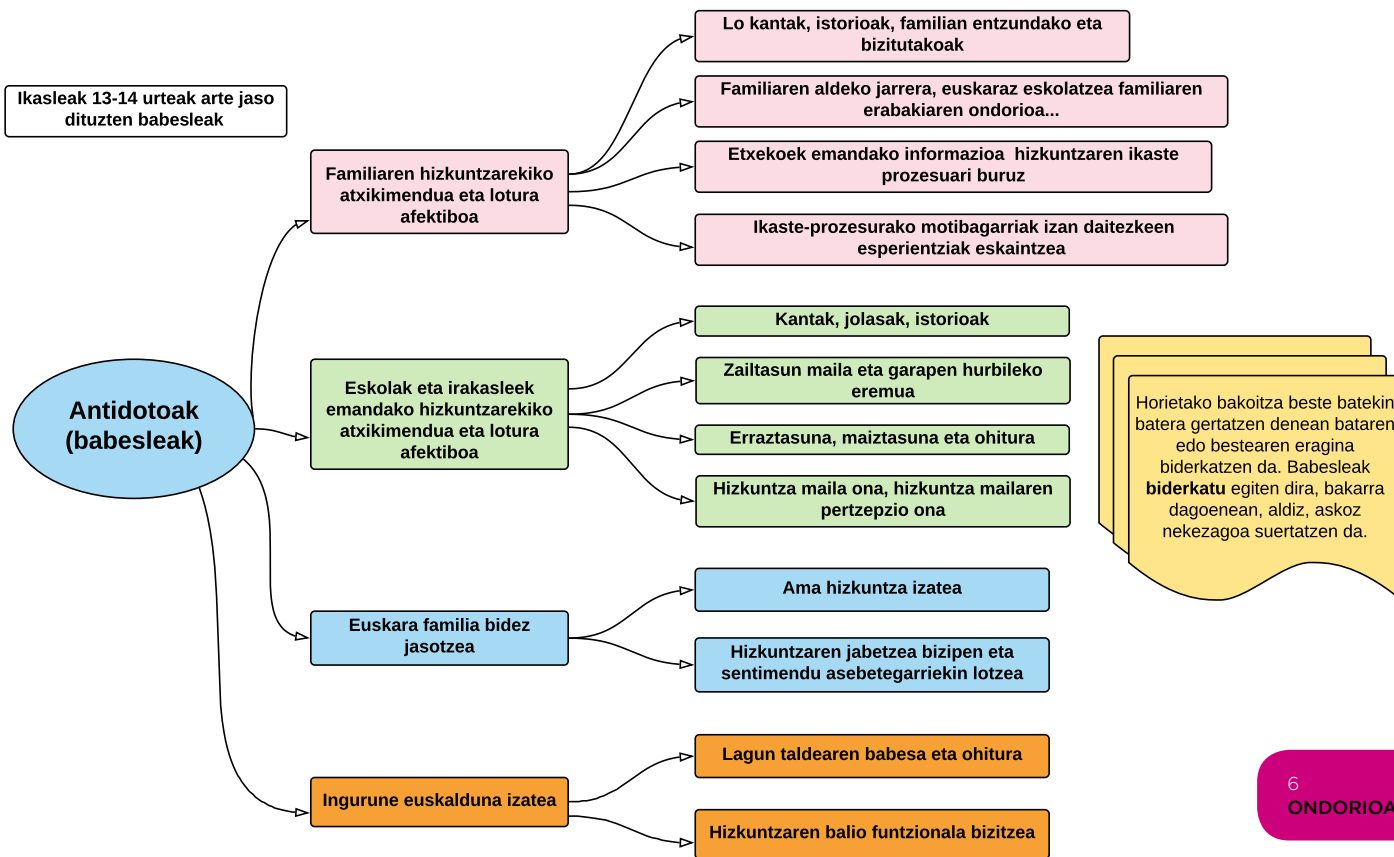 Ikasleak 13-14 urteak arte jaso
dituzten babesleak
Antidotoak
(babesleak)
Familiaren hizkuntzarekiko
atxikimendua eta lotura
afektiboa
Lo kantak, istorioak, familian entzundako eta
bizitutakoak
Familiaren aldeko jarrera, euskaraz eskolatzea familiaren
erabakiaren ondorioa...
Etxekoek emandako informazioa  hizkuntzaren ikaste
prozesuari buruz
Ikaste-prozesurako motibagarriak izan daitezkeen
esperientziak eskaintzea
Eskolak eta irakasleek
emandako hizkuntzarekiko
atxikimendua eta lotura
afektiboa
Kantak, jolasak, istorioak
Zailtasun maila eta garapen hurbileko
eremua
Erraztasuna, maiztasuna eta ohitura
Hizkuntza maila ona, hizkuntza mailaren
pertzepzio ona
Euskara familia bidez
jasotzea
Ama hizkuntza izatea
Hizkuntzaren jabetzea bizipen eta
sentimendu asebetegarriekin lotzea
Ingurune euskalduna izatea
Lagun taldearen babesa eta ohitura
Hizkuntzaren balio funtzionala bizitzea
Horietako bakoitza beste batekin
batera gertatzen denean bataren
edo bestearen eragina
biderkatzen da. Babesleak
biderkatu egiten dira, bakarra
dagoenean, aldiz, askoz
nekezagoa suertatzen da.
6
ONDORIOA